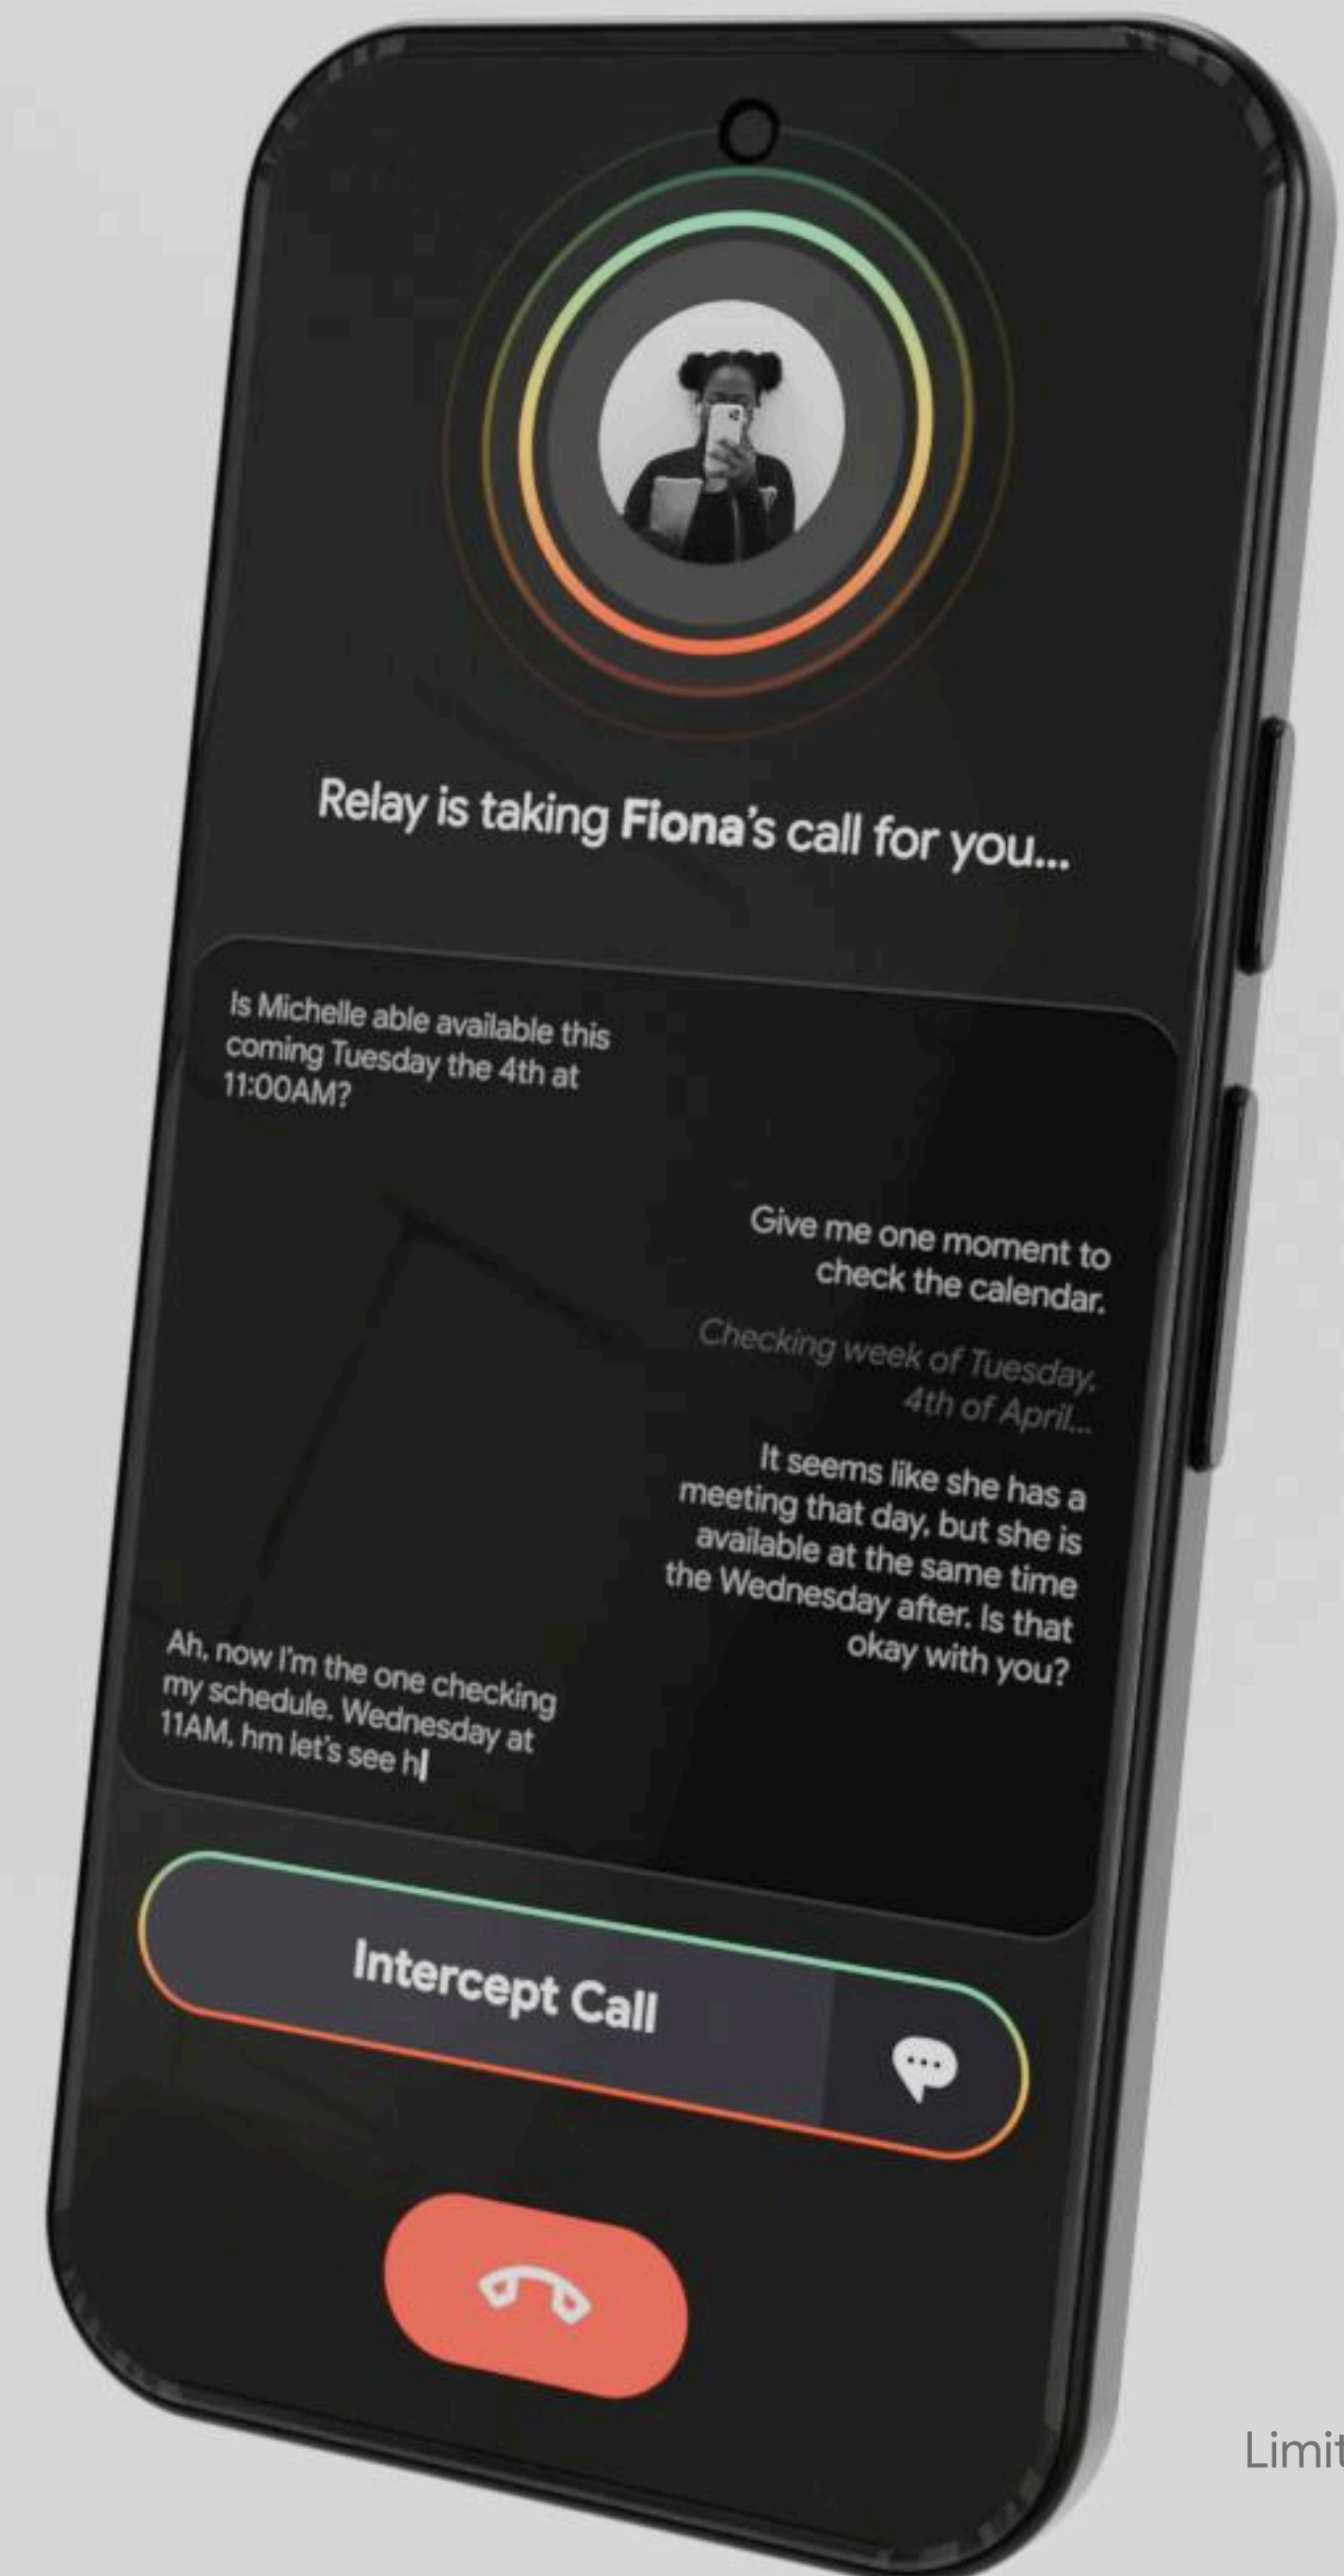 Relay is taking Fiona's call for you...
Is Michelle able available this
coming Tuesday the 4th at
11:00AM?
Give me one moment to
check the calendar.
Checking week of Tuesday,
4th of April...
It seems like she has a
meeting that day, but she is
available at the same time
the Wednesday after. Is that
okay with you?
Ah, now I'm the one checking
my schedule. Wednesday at
11AM, hm let's see h
Intercept Call
Limit